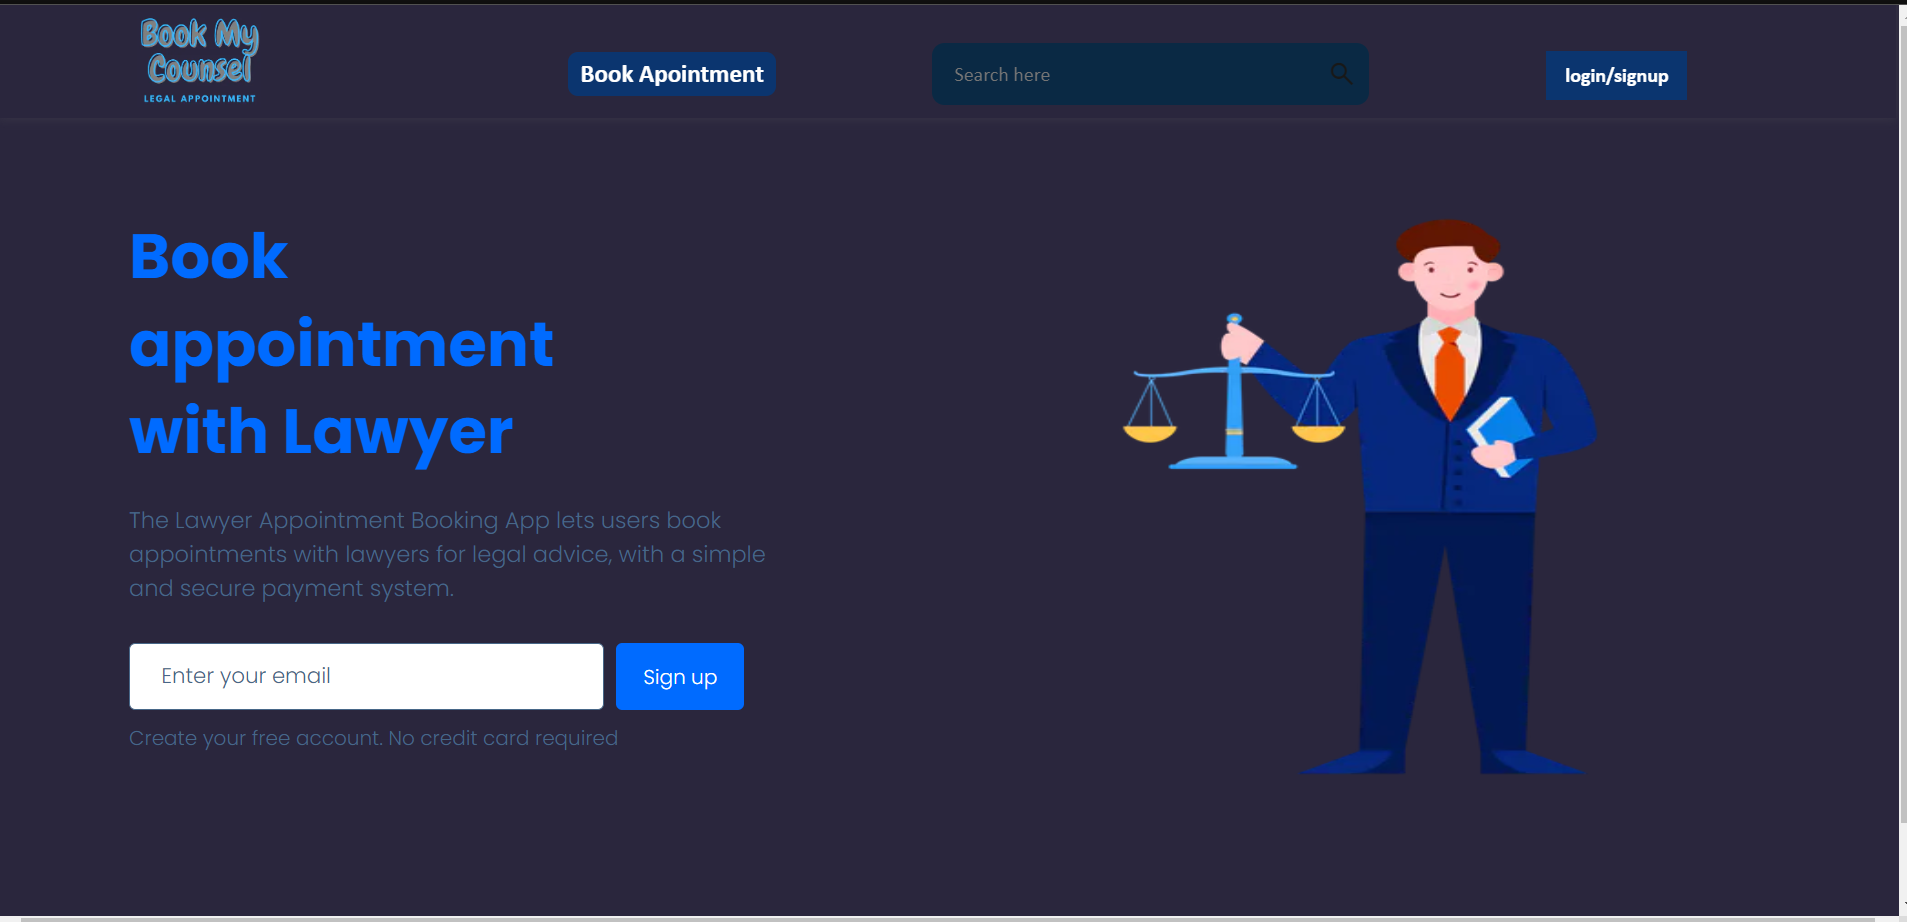 Book My
Counsel
LEGAL APPOINTMENT
Book Apointment
Search here
login/signup
Book
appointment
with Lawyer
The Lawyer Appointment Booking App lets users book
appointments with lawyers for legal advice, with a simple
and secure payment system.
Enter your email
Sign up
Create your free account. No credit card required